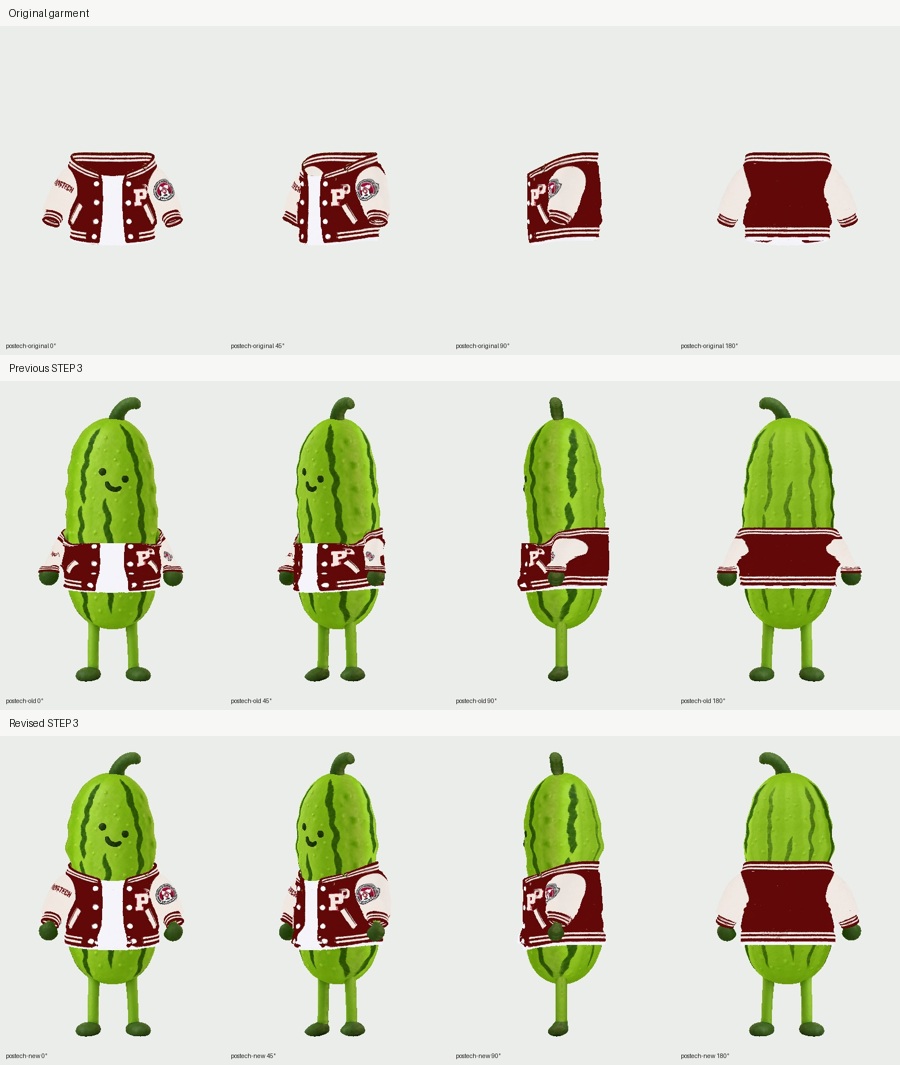 Original garment
P
P
P
postech-original 0°
postech-original 45°
postech-original 90°
postech-original 180°
Previous STEP 3
P
P
P
postech-old 0°
postech-old 45°
postech-old 90°
postech-old 180°
Revised STEP 3
P
P
P
postech-new 0°
postech-new 45°
postech-new 90°
postech-new 180°